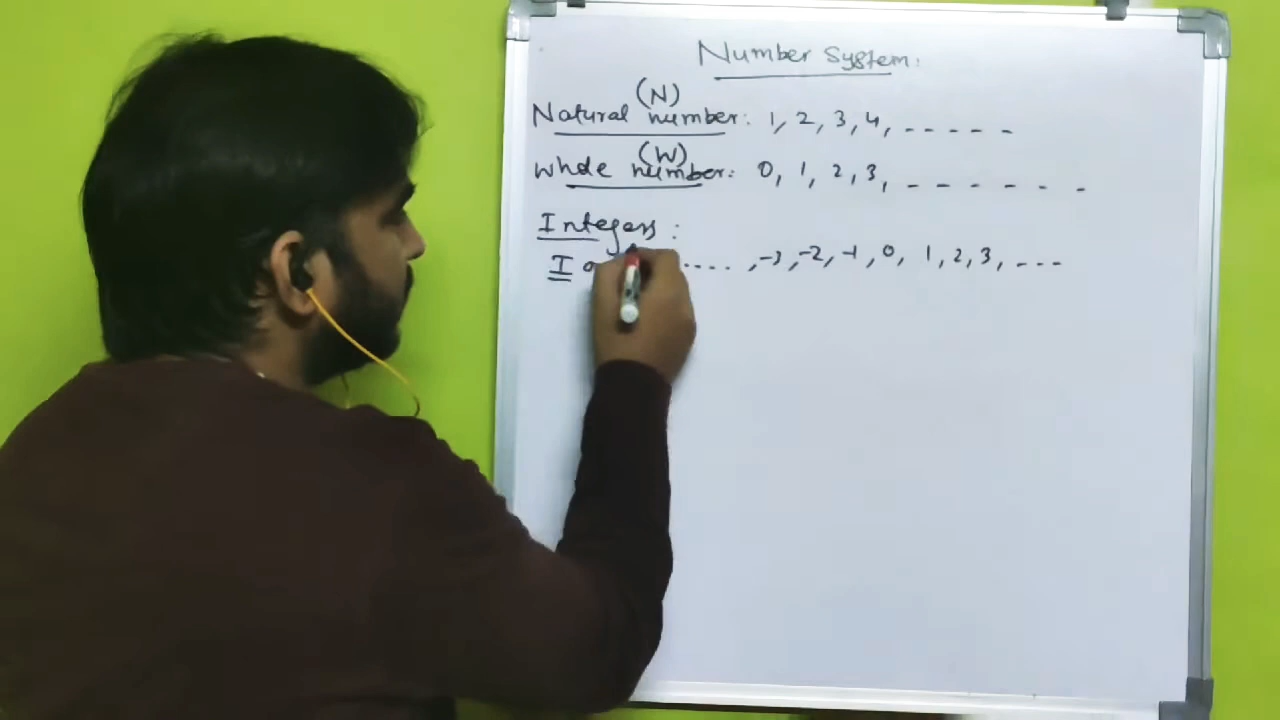 Number System:
(N)
Natural number: 1, 2, 3, 4, - - - - -
(W)
Whole number: 0, 1, 2, 3, - - - - - -
Integers:
I .... , -3, -2, -1, 0, 1, 2, 3, - - -